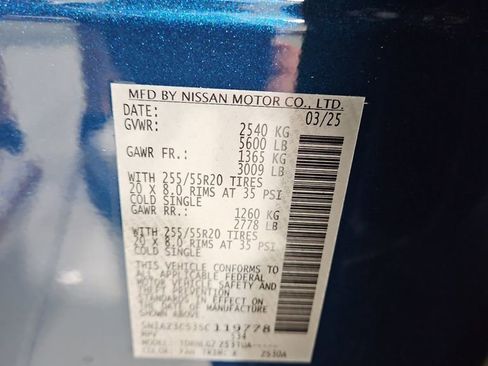 MFD BY NISSAN MOTOR CO., LTD.
DATE: 03/25
GVWR: 2540 KG
5600 LB
GAWR FR.: 1365 KG
3009 LB
WITH 255/55R20 TIRES
20 X 8.0 RIMS AT 35 PSI
COLD SINGLE
GAWR RR.: 1260 KG
2778 LB
WITH 255/55R20 TIRES
20 X 8.0 RIMS AT 35 PSI
COLD SINGLE
THIS VEHICLE CONFORMS TO
ALL APPLICABLE FEDERAL
MOTOR VEHICLE SAFETY
AND THEFT PREVENTION
STANDARDS IN EFFECT ON
THE DATE OF MANUFACTURE
SHOWN ABOVE.
119778
MPV
COLOR: TRIM: